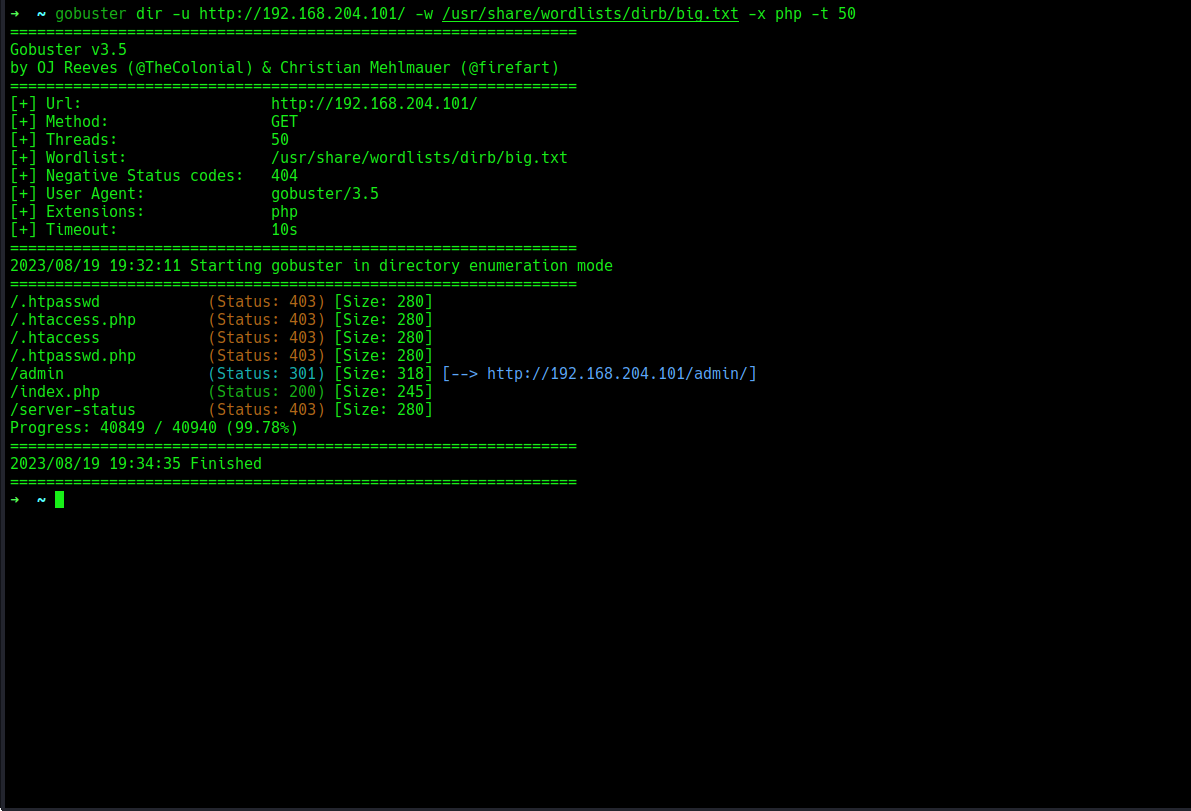 →  ~ gobuster dir -u http://192.168.204.101/ -w /usr/share/wordlists/dirb/big.txt -x php -t 50
===============================================================
Gobuster v3.5
by OJ Reeves (@TheColonial) & Christian Mehlmauer (@firefart)
===============================================================
[+] Url:                     http://192.168.204.101/
[+] Method:                  GET
[+] Threads:                 50
[+] Wordlist:                /usr/share/wordlists/dirb/big.txt
[+] Negative Status codes:   404
[+] User Agent:              gobuster/3.5
[+] Extensions:              php
[+] Timeout:                 10s
===============================================================
2023/08/19 19:32:11 Starting gobuster in directory enumeration mode
===============================================================
/.htpasswd            (Status: 403) [Size: 280]
/.htaccess.php        (Status: 403) [Size: 280]
/.htaccess            (Status: 403) [Size: 280]
/.htpasswd.php        (Status: 403) [Size: 280]
/admin                (Status: 301) [Size: 318] [--> http://192.168.204.101/admin/]
/index.php            (Status: 200) [Size: 245]
/server-status        (Status: 403) [Size: 280]
Progress: 40849 / 40940 (99.78%)
===============================================================
2023/08/19 19:34:35 Finished
===============================================================
→  ~